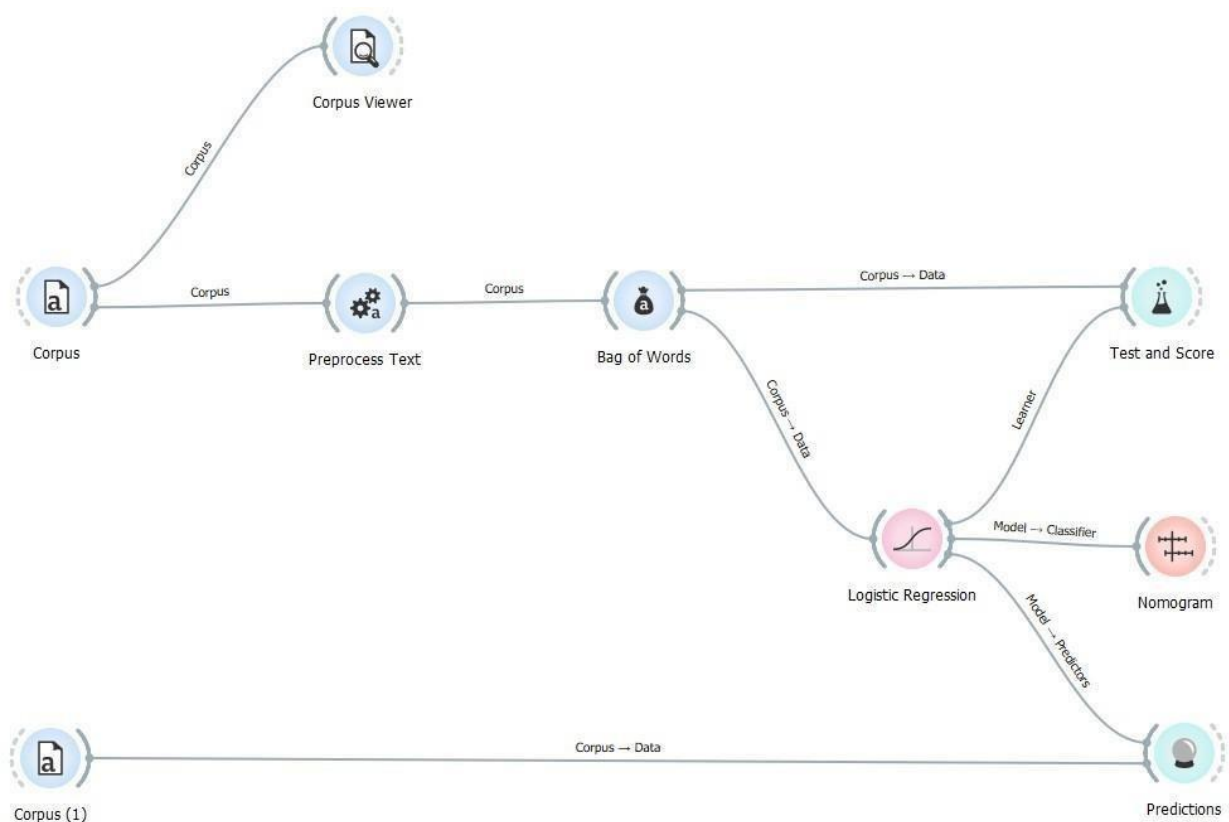 Corpus Viewer
Corpus
Corpus
Corpus
Corpus → Data
Corpus
Preprocess Text
Bag of Words
Test and Score
Corpus → Data
Learner
Model → Classifier
Logistic Regression
Nomogram
Model → Predictors
Corpus → Data
Corpus (1)
Predictions
a
a
a
a